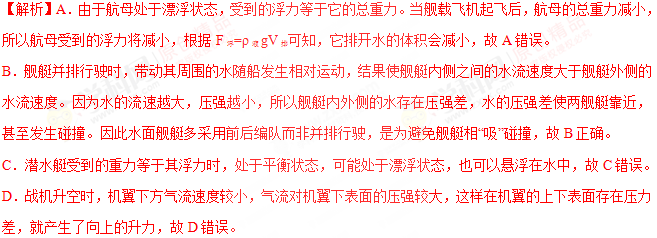 【解析】A．由于航母处于漂浮状态，受到的浮力等于它的总重力。当舰载飞机起飞后，航母的总重力减小，
所以航母受到的浮力将减小，根据 F浮=ρ液gV排可知，它排开水的体积会减小，故 A 错误。
B．舰艇并排行驶时，带动其周围的水随船发生相对运动，结果使舰艇内侧之间的水流速度大于舰艇外侧的
水流速度。因为水的流速越大，压强越小，所以舰艇内外侧的水存在压强差，水的压强差使两舰艇靠近，
甚至发生碰撞。因此水面舰艇多采用前后编队而非并排行驶，是为避免舰艇相“吸”碰撞，故 B 正确。
C．潜水艇受到的重力等于其浮力时，处于平衡状态，可能处于漂浮状态，也可以悬浮在水中，故 C 错误。
D．战机升空时，机翼下方气流速度较小，气流对机翼下表面的压强较大，这样在机翼的上下表面存在压力
差，就产生了向上的升力，故 D 错误。